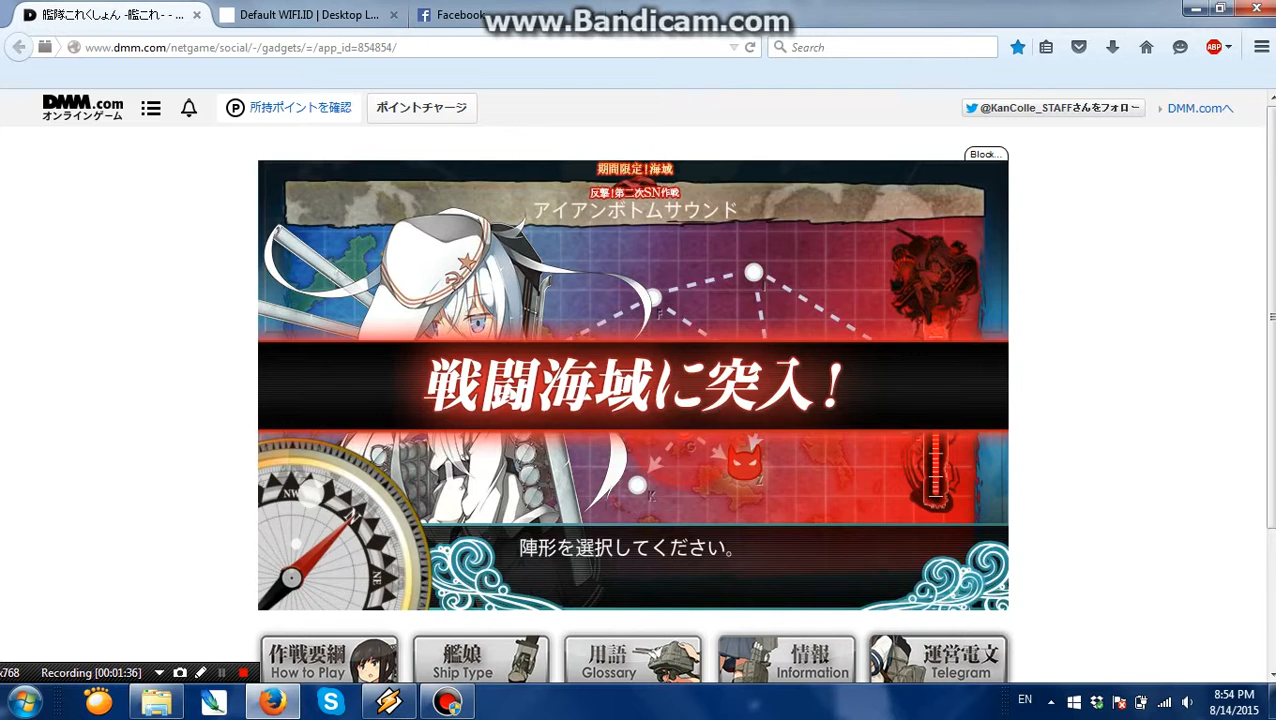 艦隊これくしょん -艦これ- - ...
Default WIFI.ID | Desktop L...
Facebook
www.Bandicam.com
www.dmm.com/netgame/social/-/gadgets/=/app_id=854854/
Search
ABP
DMM.com
オンラインゲーム
P 所持ポイントを確認
ポイントチャージ
@KanColle_STAFFさんをフォロー
DMM.comへ
Block...
期間限定！海域
反撃！第二次SN作戦
アイアンボトムサウンド
F
戦闘海域に突入！
G
Z
K
NW
N
NE
陣形を選択してください。
作戦要綱
How to Play
艦娘
Ship Type
用語
Glossary
情報
Information
運営電文
Telegram
x768 Recording [00:01:36]
EN
8:54 PM
8/14/2015